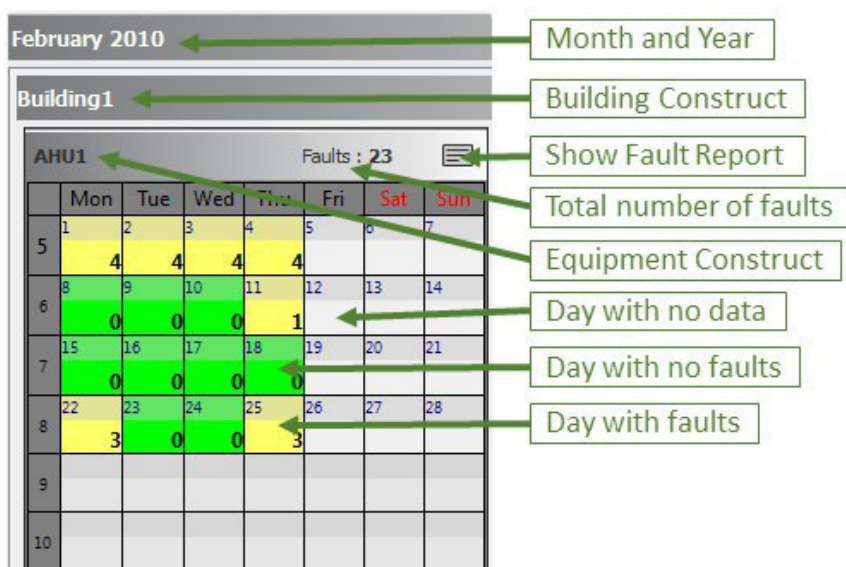 February 2010
Month and Year
Building1
Building Construct
AHU1 Faults : 23
Show Fault Report
Total number of faults
Mon Tue Wed Thu Fri Sat Sun
1 2 3 4 5 6 7
5
4 4 4 4
Equipment Construct
8 9 10 11 12 13 14
6
0 0 0 1
Day with no data
15 16 17 18 19 20 21
7
0 0 0 0
Day with no faults
22 23 24 25 26 27 28
8
3 0 0 3
Day with faults
9
10